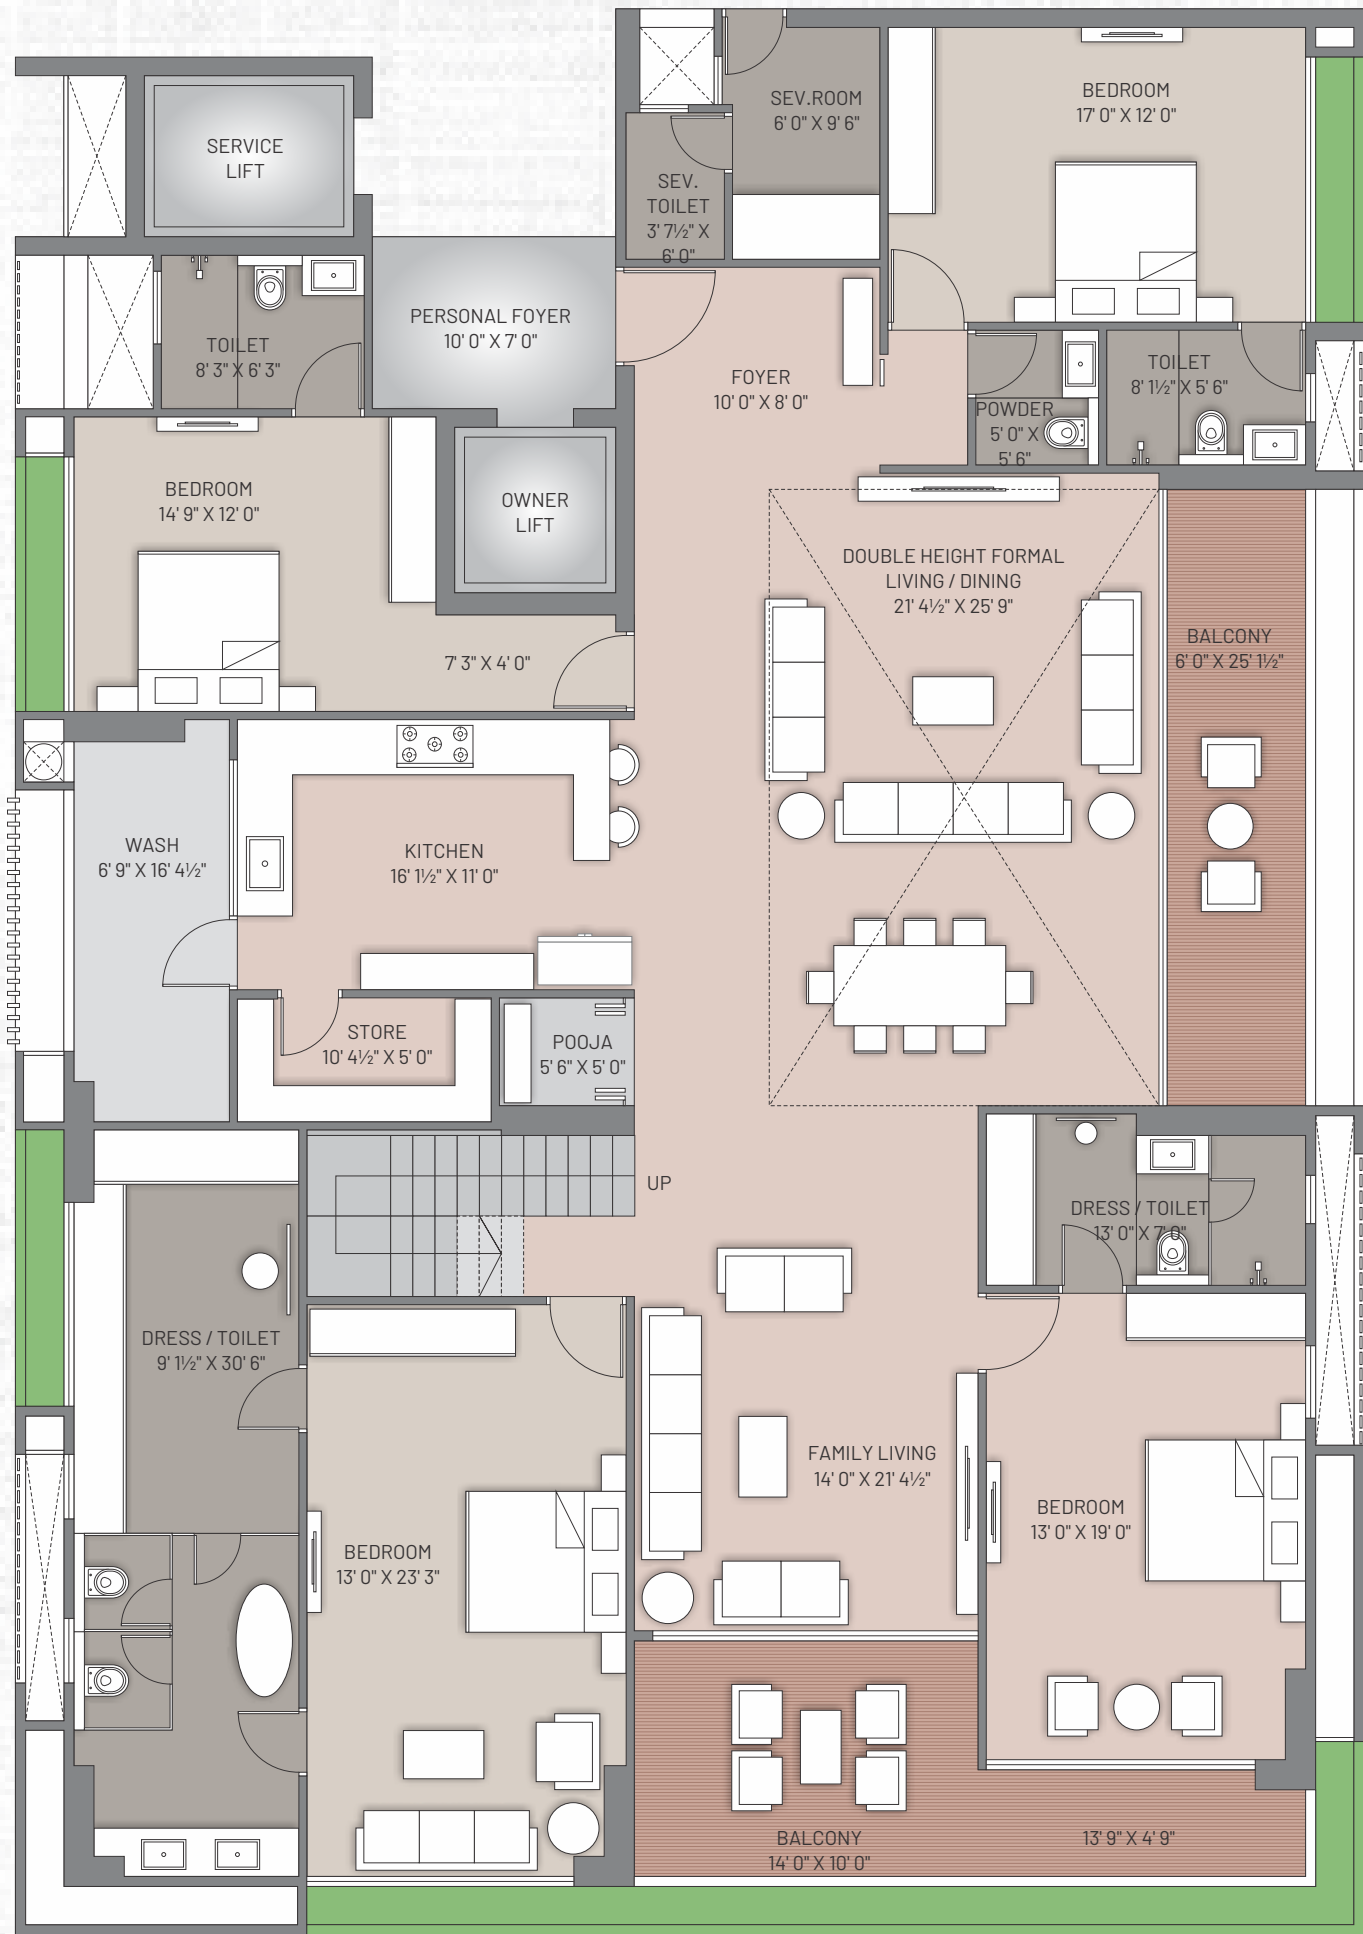 SEV.ROOM
6' 0" X 9' 6"
BEDROOM
17' 0" X 12' 0"
SERVICE
LIFT
SEV.
TOILET
3' 7½" X
6' 0"
PERSONAL FOYER
10' 0" X 7' 0"
TOILET
8' 3" X 6' 3"
FOYER
10' 0" X 8' 0"
POWDER
5' 0" X
5' 6"
TOILET
8' 1½" X 5' 6"
BEDROOM
14' 9" X 12' 0"
OWNER
LIFT
DOUBLE HEIGHT FORMAL
LIVING / DINING
21' 4½" X 25' 9"
BALCONY
6' 0" X 25' 1½"
7' 3" X 4' 0"
WASH
6' 9" X 16' 4½"
KITCHEN
16' 1½" X 11' 0"
STORE
10' 4½" X 5' 0"
POOJA
5' 6" X 5' 0"
UP
DRESS / TOILET
13' 0" X 7' 0"
DRESS / TOILET
9' 1½" X 30' 6"
FAMILY LIVING
14' 0" X 21' 4½"
BEDROOM
13' 0" X 19' 0"
BEDROOM
13' 0" X 23' 3"
BALCONY
14' 0" X 10' 0"
13' 9" X 4' 9"